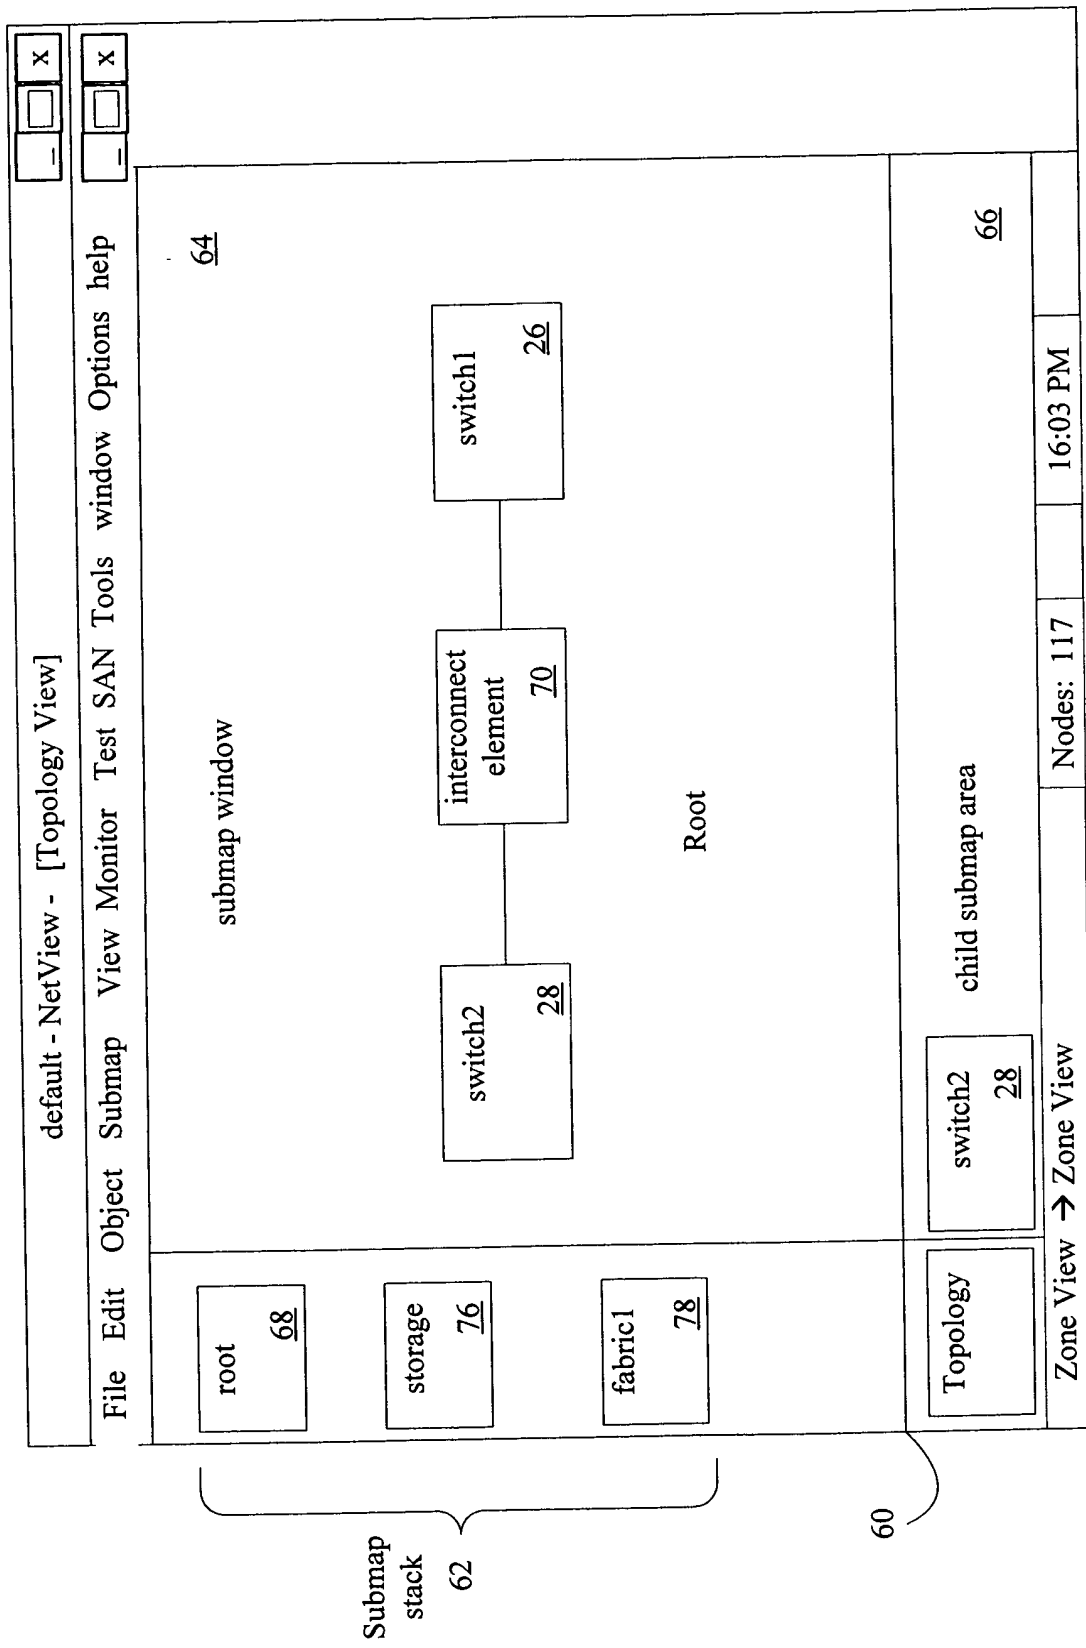 default - NetView - [Topology View]
_ x
File Edit Object Submap View Monitor Test SAN Tools window Options help
_ x
Submap
stack
62
root
68
storage
76
fabric1
78
submap window
64
switch2
28
interconnect
element
70
switch1
26
Root
60
Topology
switch2
28
child submap area
66
Zone View → Zone View
Nodes: 117
16:03 PM